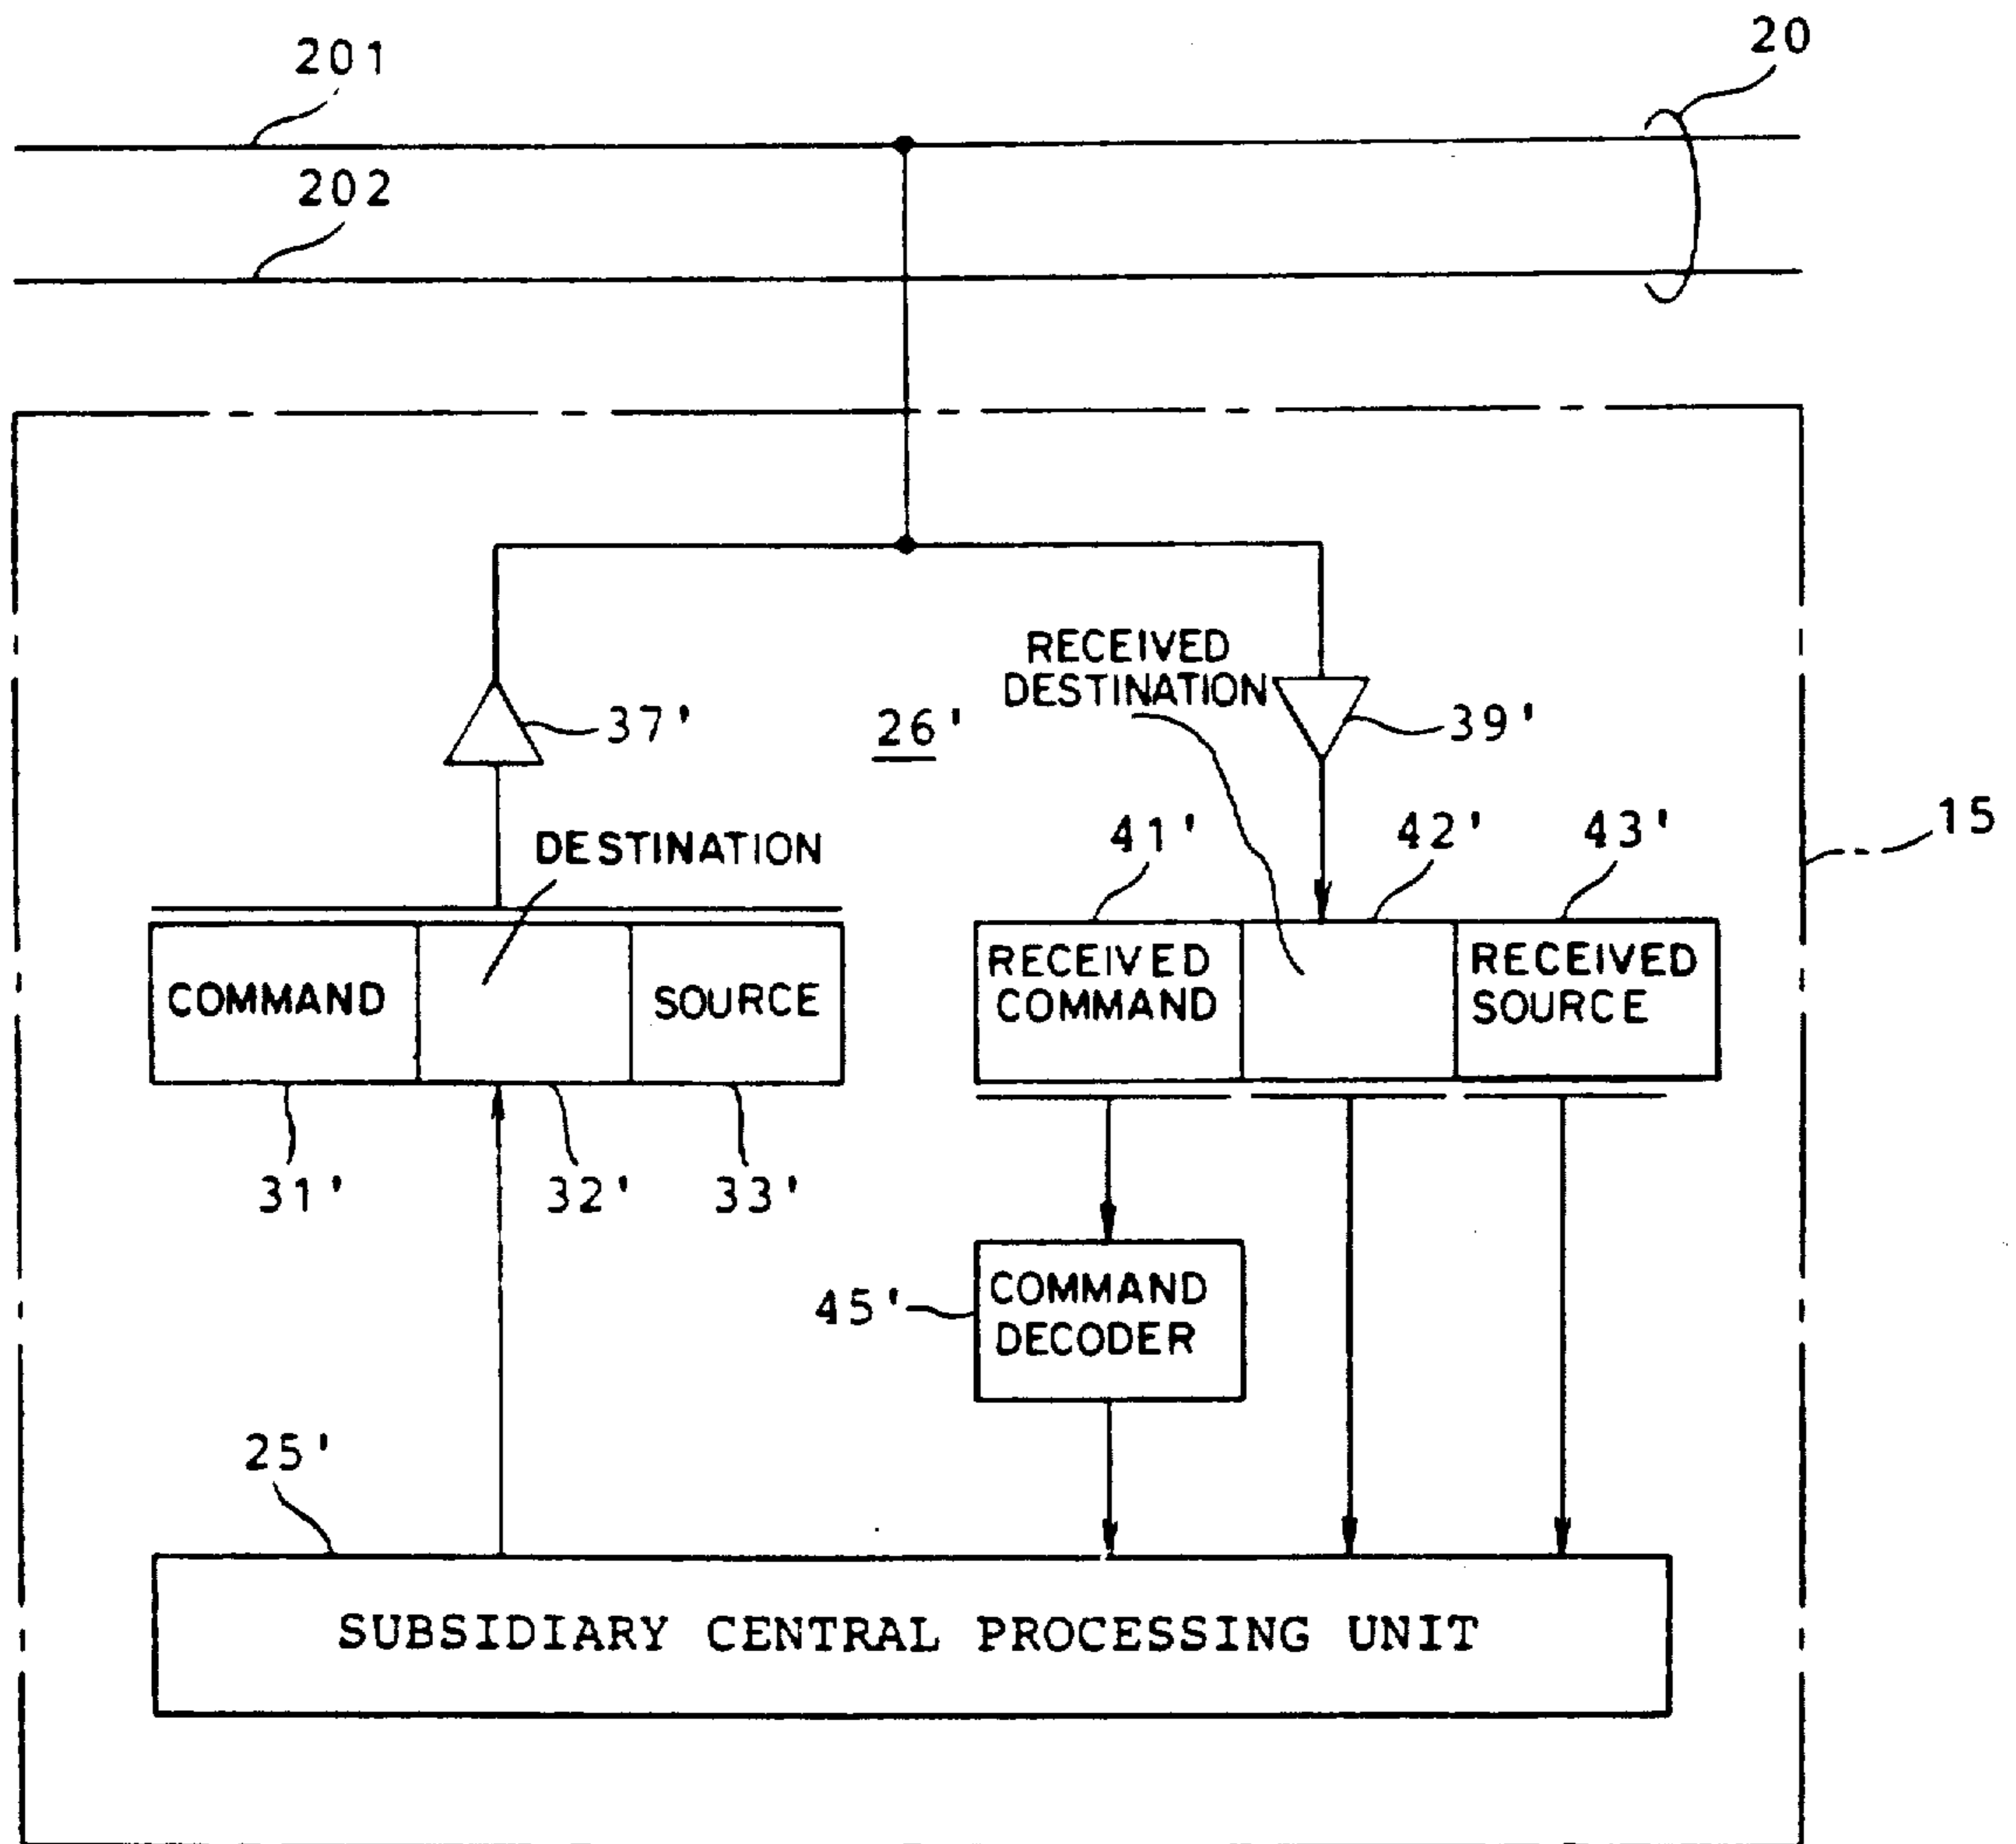 20
201
202
RECEIVED
DESTINATION
37'
26'
39'
15
DESTINATION
41'
42'
43'
COMMAND
SOURCE
RECEIVED
COMMAND
RECEIVED
SOURCE
31'
32'
33'
45'
COMMAND
DECODER
25'
SUBSIDIARY CENTRAL PROCESSING UNIT